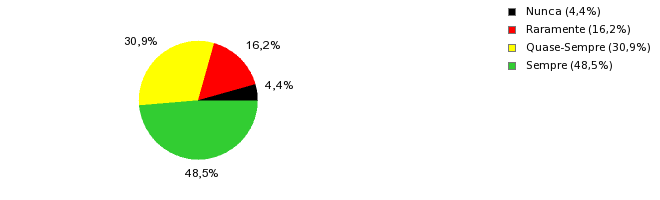 30,9%
16,2%
4,4%
48,5%
Nunca (4,4%)
Raramente (16,2%)
Quase-Sempre (30,9%)
Sempre (48,5%)